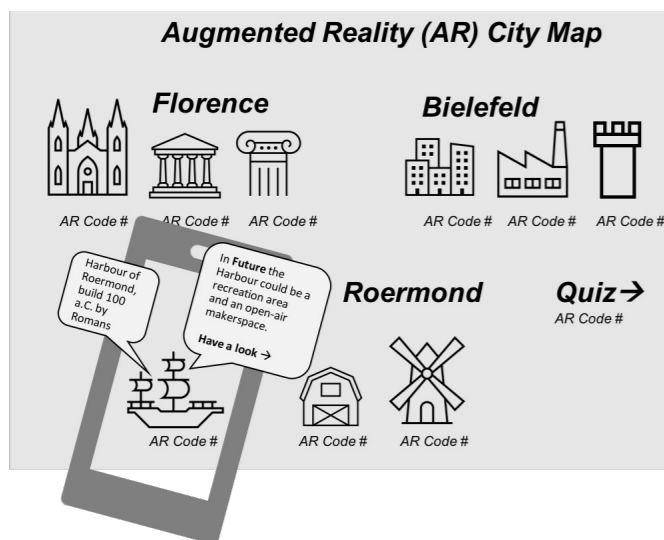 Augmented Reality (AR) City Map
Florence
Bielefeld
AR Code #
AR Code #
AR Code #
AR Code #
AR Code #
AR Code #
Harbour of
Roermond,
build 100
a.C. by
Romans
In Future the
Harbour could be a
recreation area
and an open-air
makerspace.
Have a look →
Roermond
Quiz→
AR Code #
AR Code #
AR Code #
AR Code #